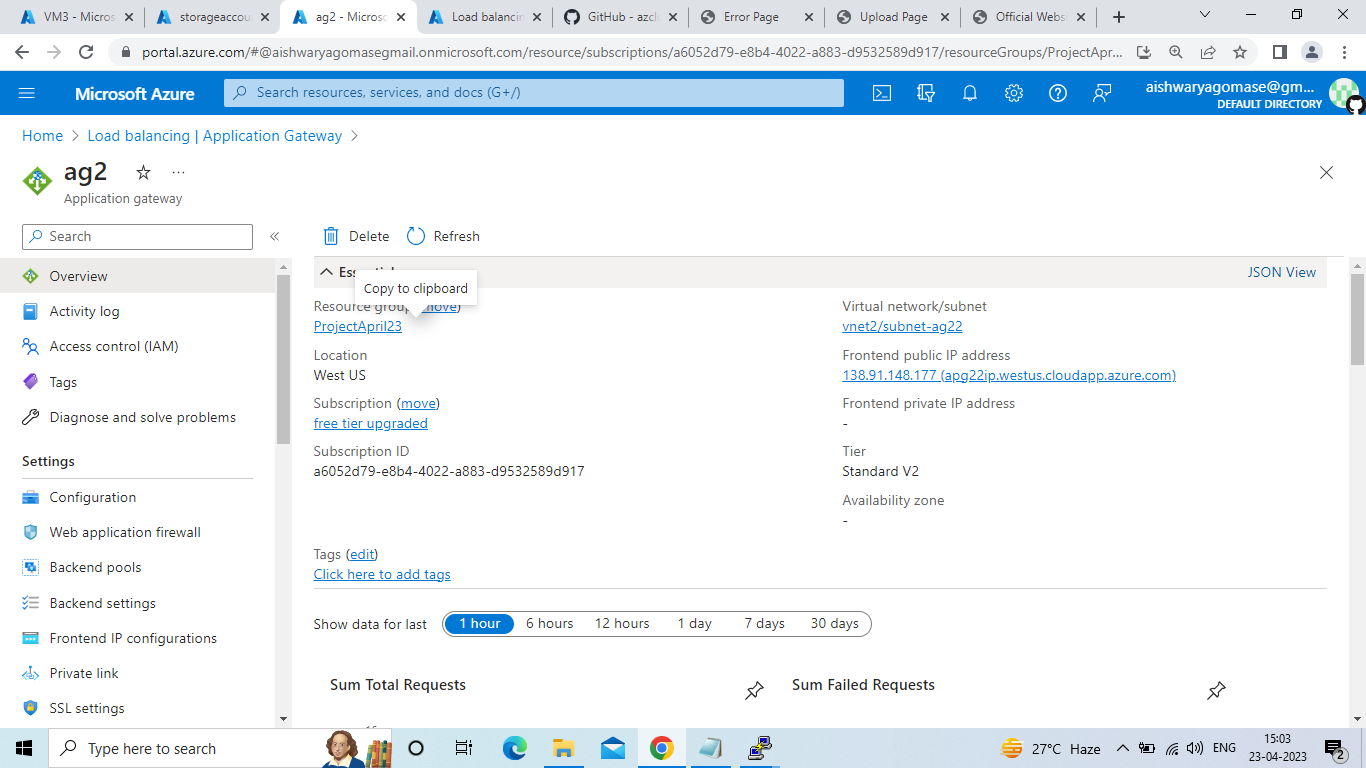 VM3 - Micros
storageaccou
ag2 - Microso
Load balancin
GitHub - azclo
Error Page
Upload Page
Official Webs
portal.azure.com/#@aishwaryagomasegmail.onmicrosoft.com/resource/subscriptions/a6052d79-e8b4-4022-a883-d9532589d917/resourceGroups/ProjectApr...
Microsoft Azure
Search resources, services, and docs (G+/)
aishwaryagomase@gm...
DEFAULT DIRECTORY
Home > Load balancing | Application Gateway >
ag2
Application gateway
Search
Delete
Refresh
Overview
Activity log
Access control (IAM)
Tags
Diagnose and solve problems
Settings
Configuration
Web application firewall
Backend pools
Backend settings
Frontend IP configurations
Private link
SSL settings
JSON View
Copy to clipboard
Resource group (move)
ProjectApril23
Location
West US
Subscription (move)
free tier upgraded
Subscription ID
a6052d79-e8b4-4022-a883-d9532589d917
Virtual network/subnet
vnet2/subnet-ag22
Frontend public IP address
138.91.148.177 (apg22ip.westus.cloudapp.azure.com)
Frontend private IP address
-
Tier
Standard V2
Availability zone
-
Tags (edit)
Click here to add tags
Show data for last
1 hour
6 hours
12 hours
1 day
7 days
30 days
Sum Total Requests
Sum Failed Requests
Type here to search
27°C Haze
ENG
15:03
23-04-2023
2